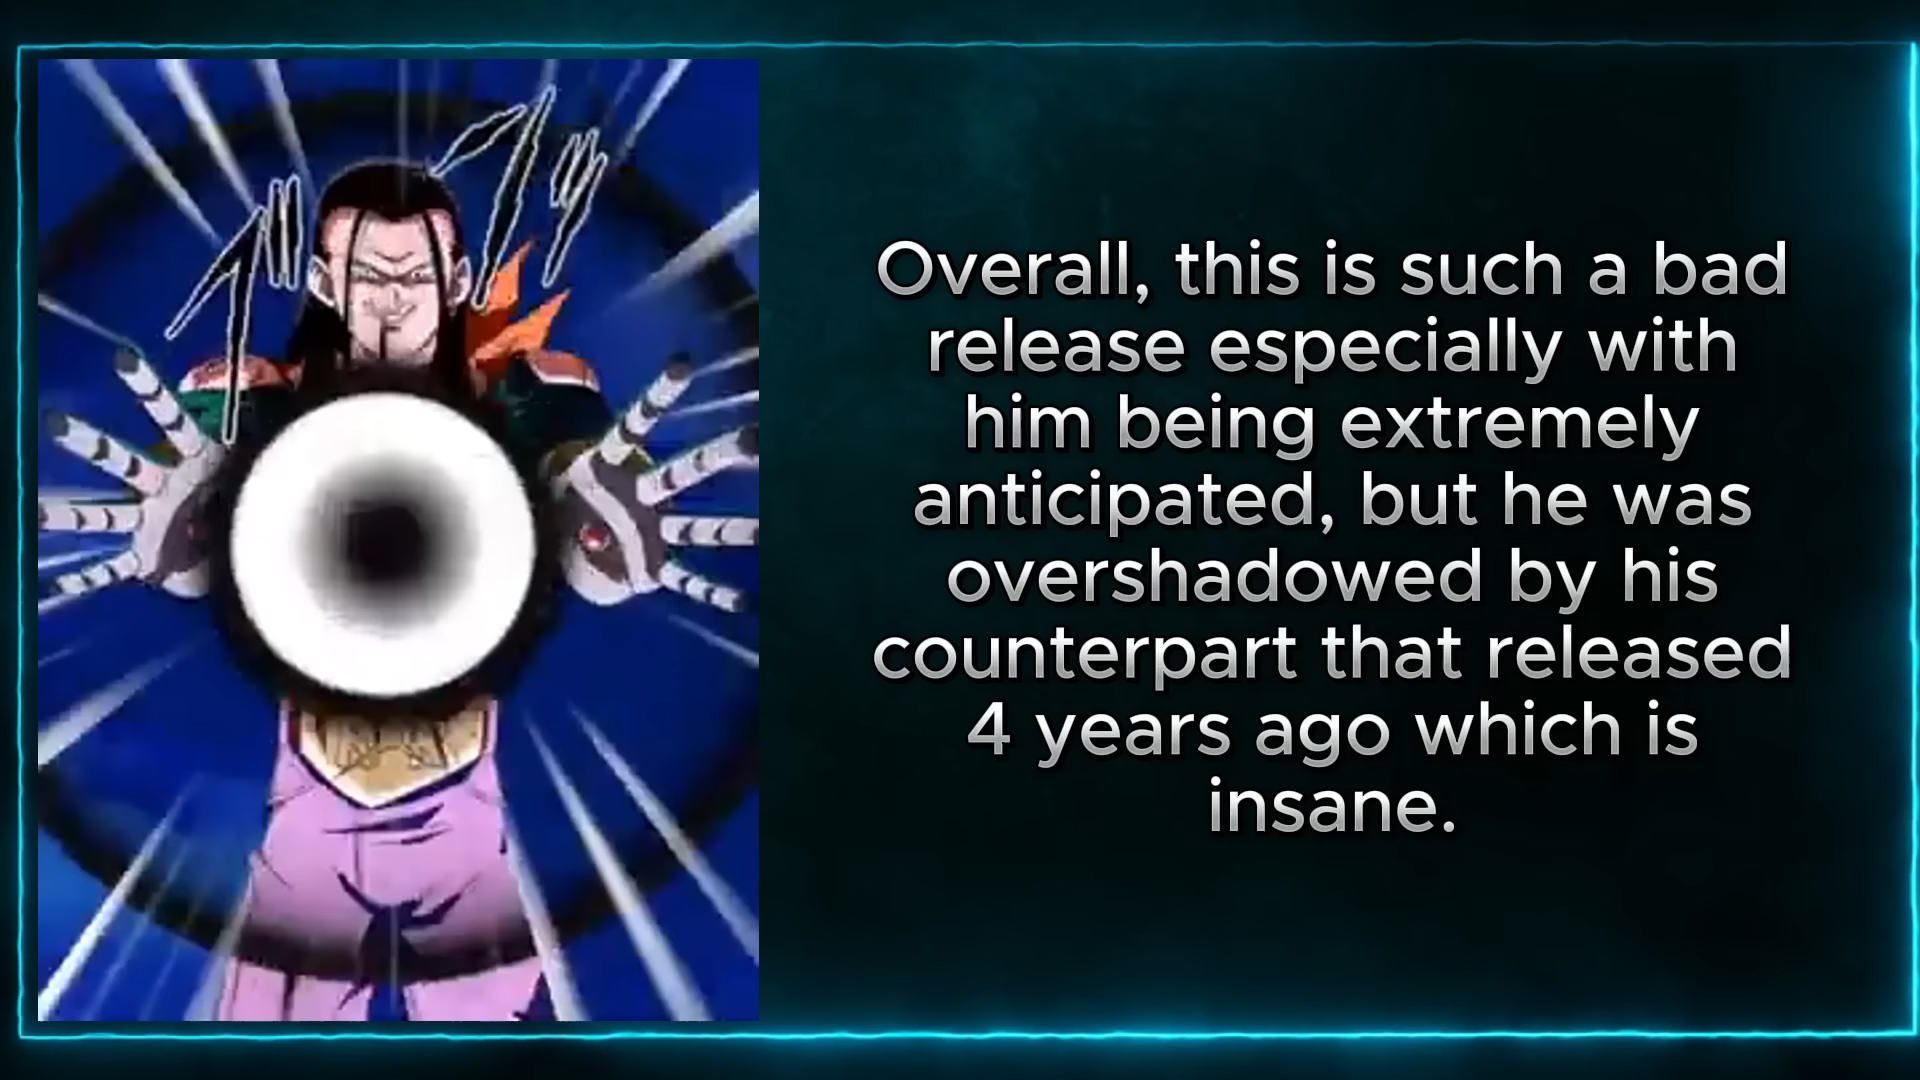 Overall, this is such a bad
release especially with
him being extremely
anticipated, but he was
overshadowed by his
counterpart that released
4 years ago which is
insane.